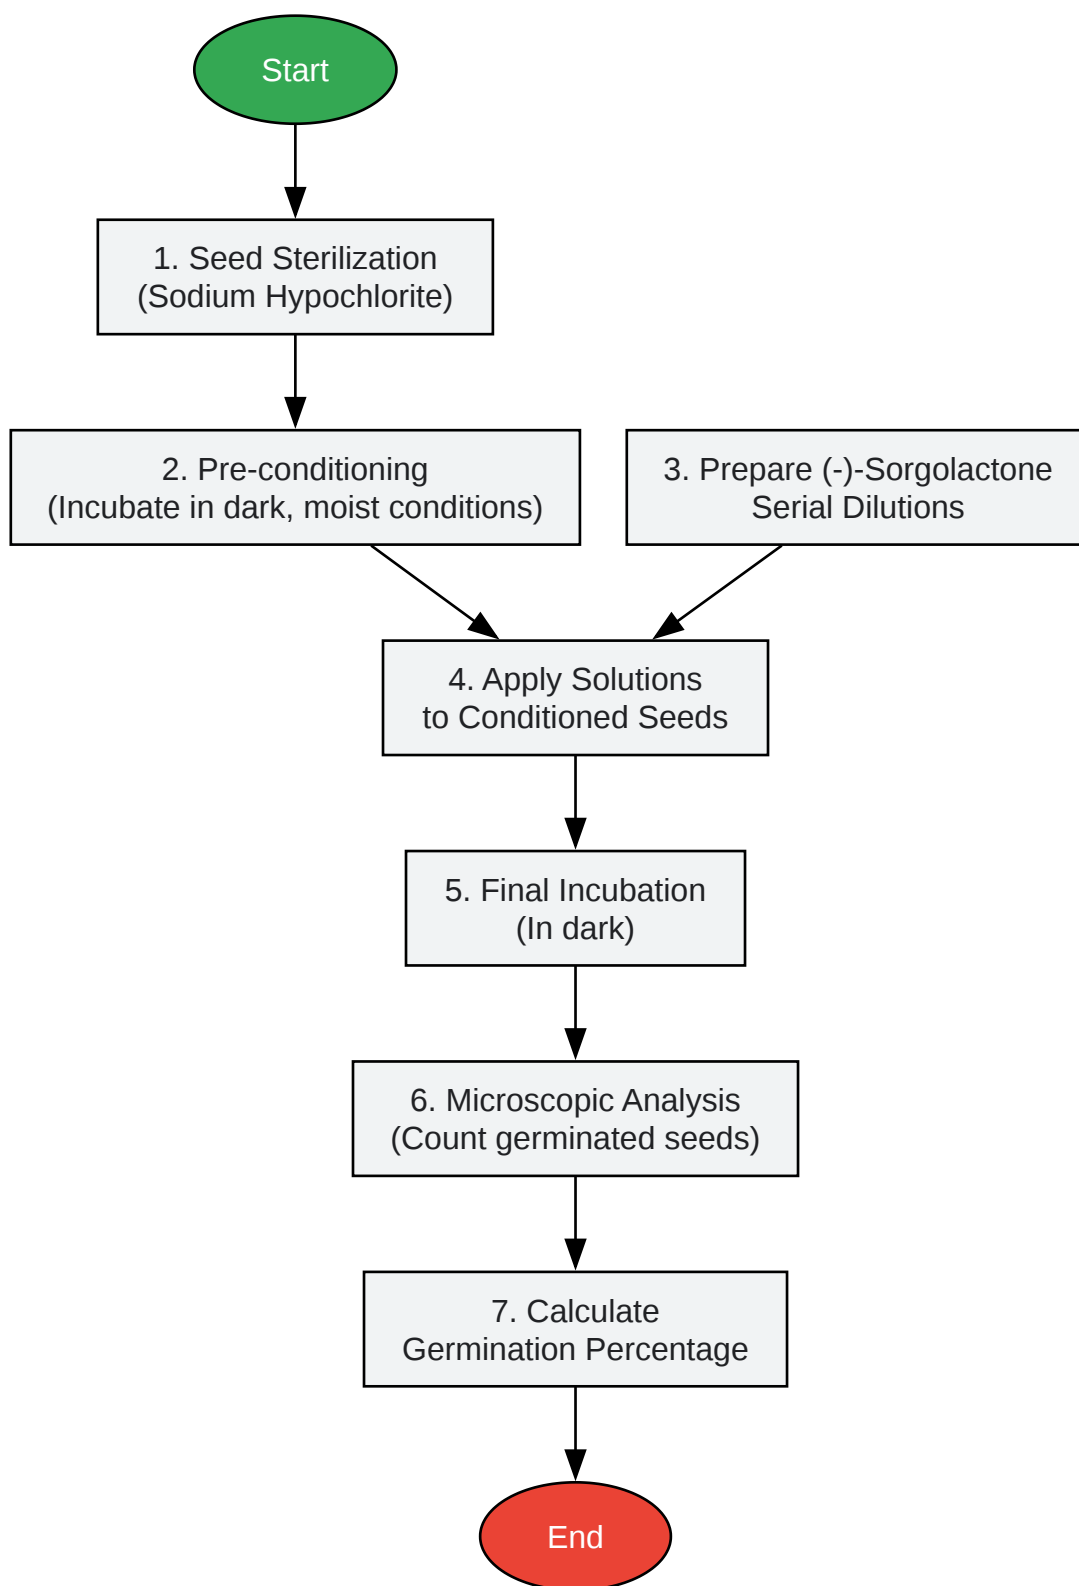 Start
1. Seed Sterilization
(Sodium Hypochlorite)
2. Pre-conditioning
(Incubate in dark, moist conditions)
3. Prepare (-)-Sorgolactone
Serial Dilutions
4. Apply Solutions
to Conditioned Seeds
5. Final Incubation
(In dark)
6. Microscopic Analysis
(Count germinated seeds)
7. Calculate
Germination Percentage
End